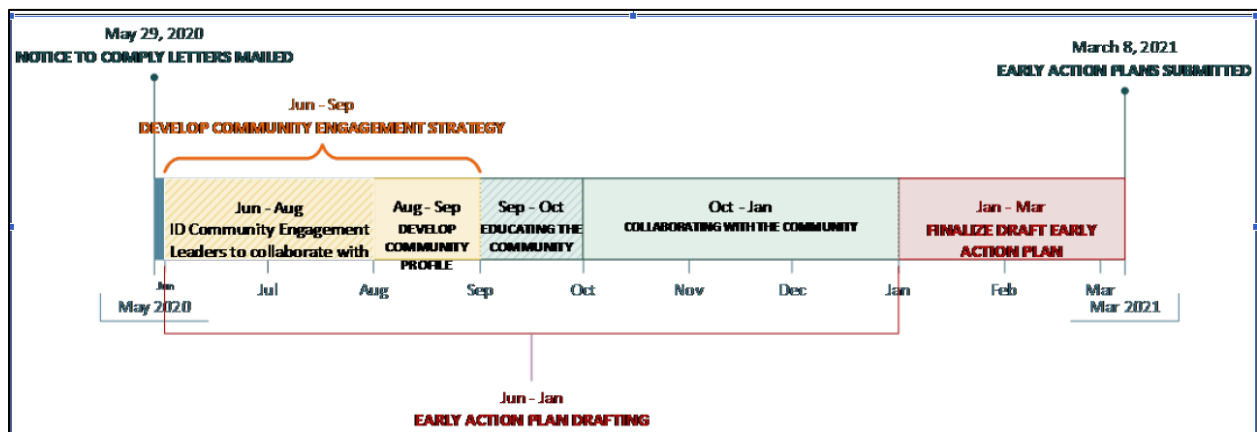 May 29, 2020
NOTICE TO COMPLY LETTERS MAILED
March 8, 2021
EARLY ACTION PLANS SUBMITTED
Jun - Sep
DEVELOP COMMUNITY ENGAGEMENT STRATEGY
Jun - Aug
ID Community Engagement
Leaders to collaborate with
Aug - Sep
DEVELOP
COMMUNITY
PROFILE
Sep - Oct
EDUCATING THE
COMMUNITY
Oct - Jan
COLLABORATING WITH THE COMMUNITY
Jan - Mar
FINALIZE DRAFT EARLY
ACTION PLAN
Jun
Jul
Aug
Sep
Oct
Nov
Dec
Jan
Feb
Mar
May 2020
Mar 2021
Jun - Jan
EARLY ACTION PLAN DRAFTING